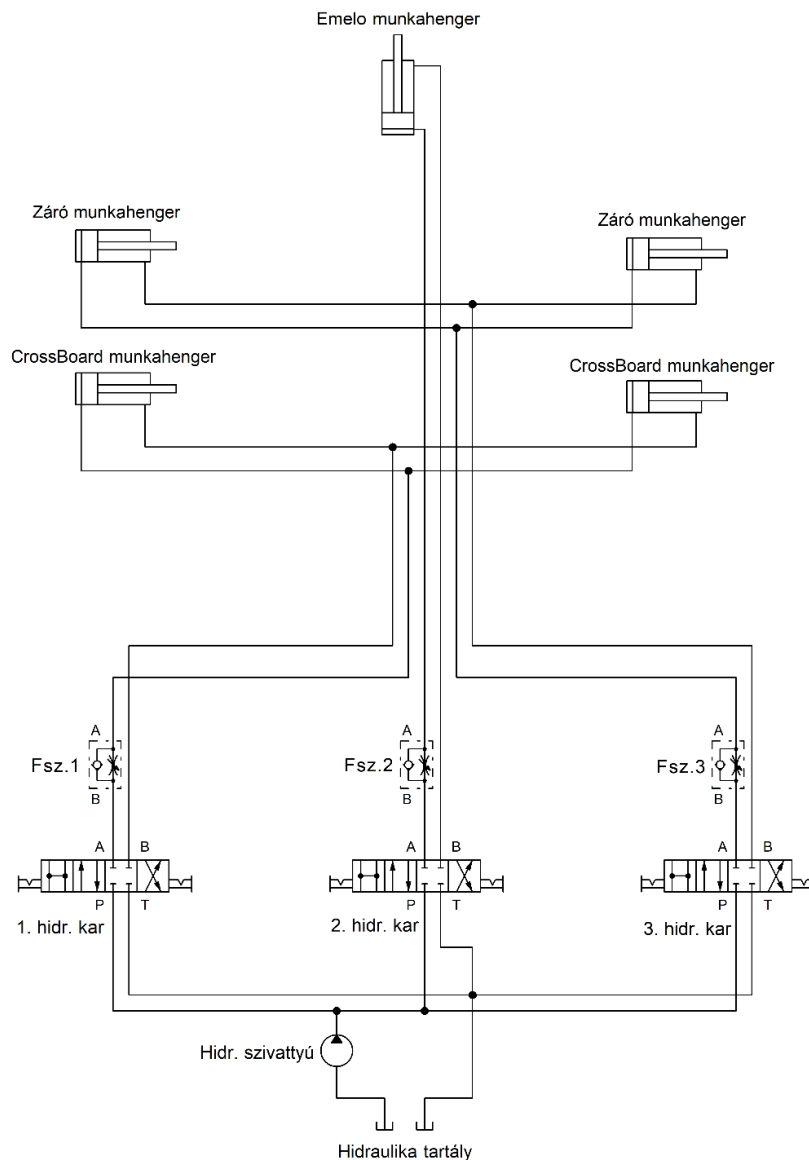 Emelo munkahenger
Záró munkahenger
Záró munkahenger
CrossBoard munkahenger
CrossBoard munkahenger
A
A
A
Fsz.1
Fsz.2
Fsz.3
B
B
B
A B
A B
A B
P T
P T
P T
1. hidr. kar
2. hidr. kar
3. hidr. kar
Hidr. szivattyú
Hidraulika tartály